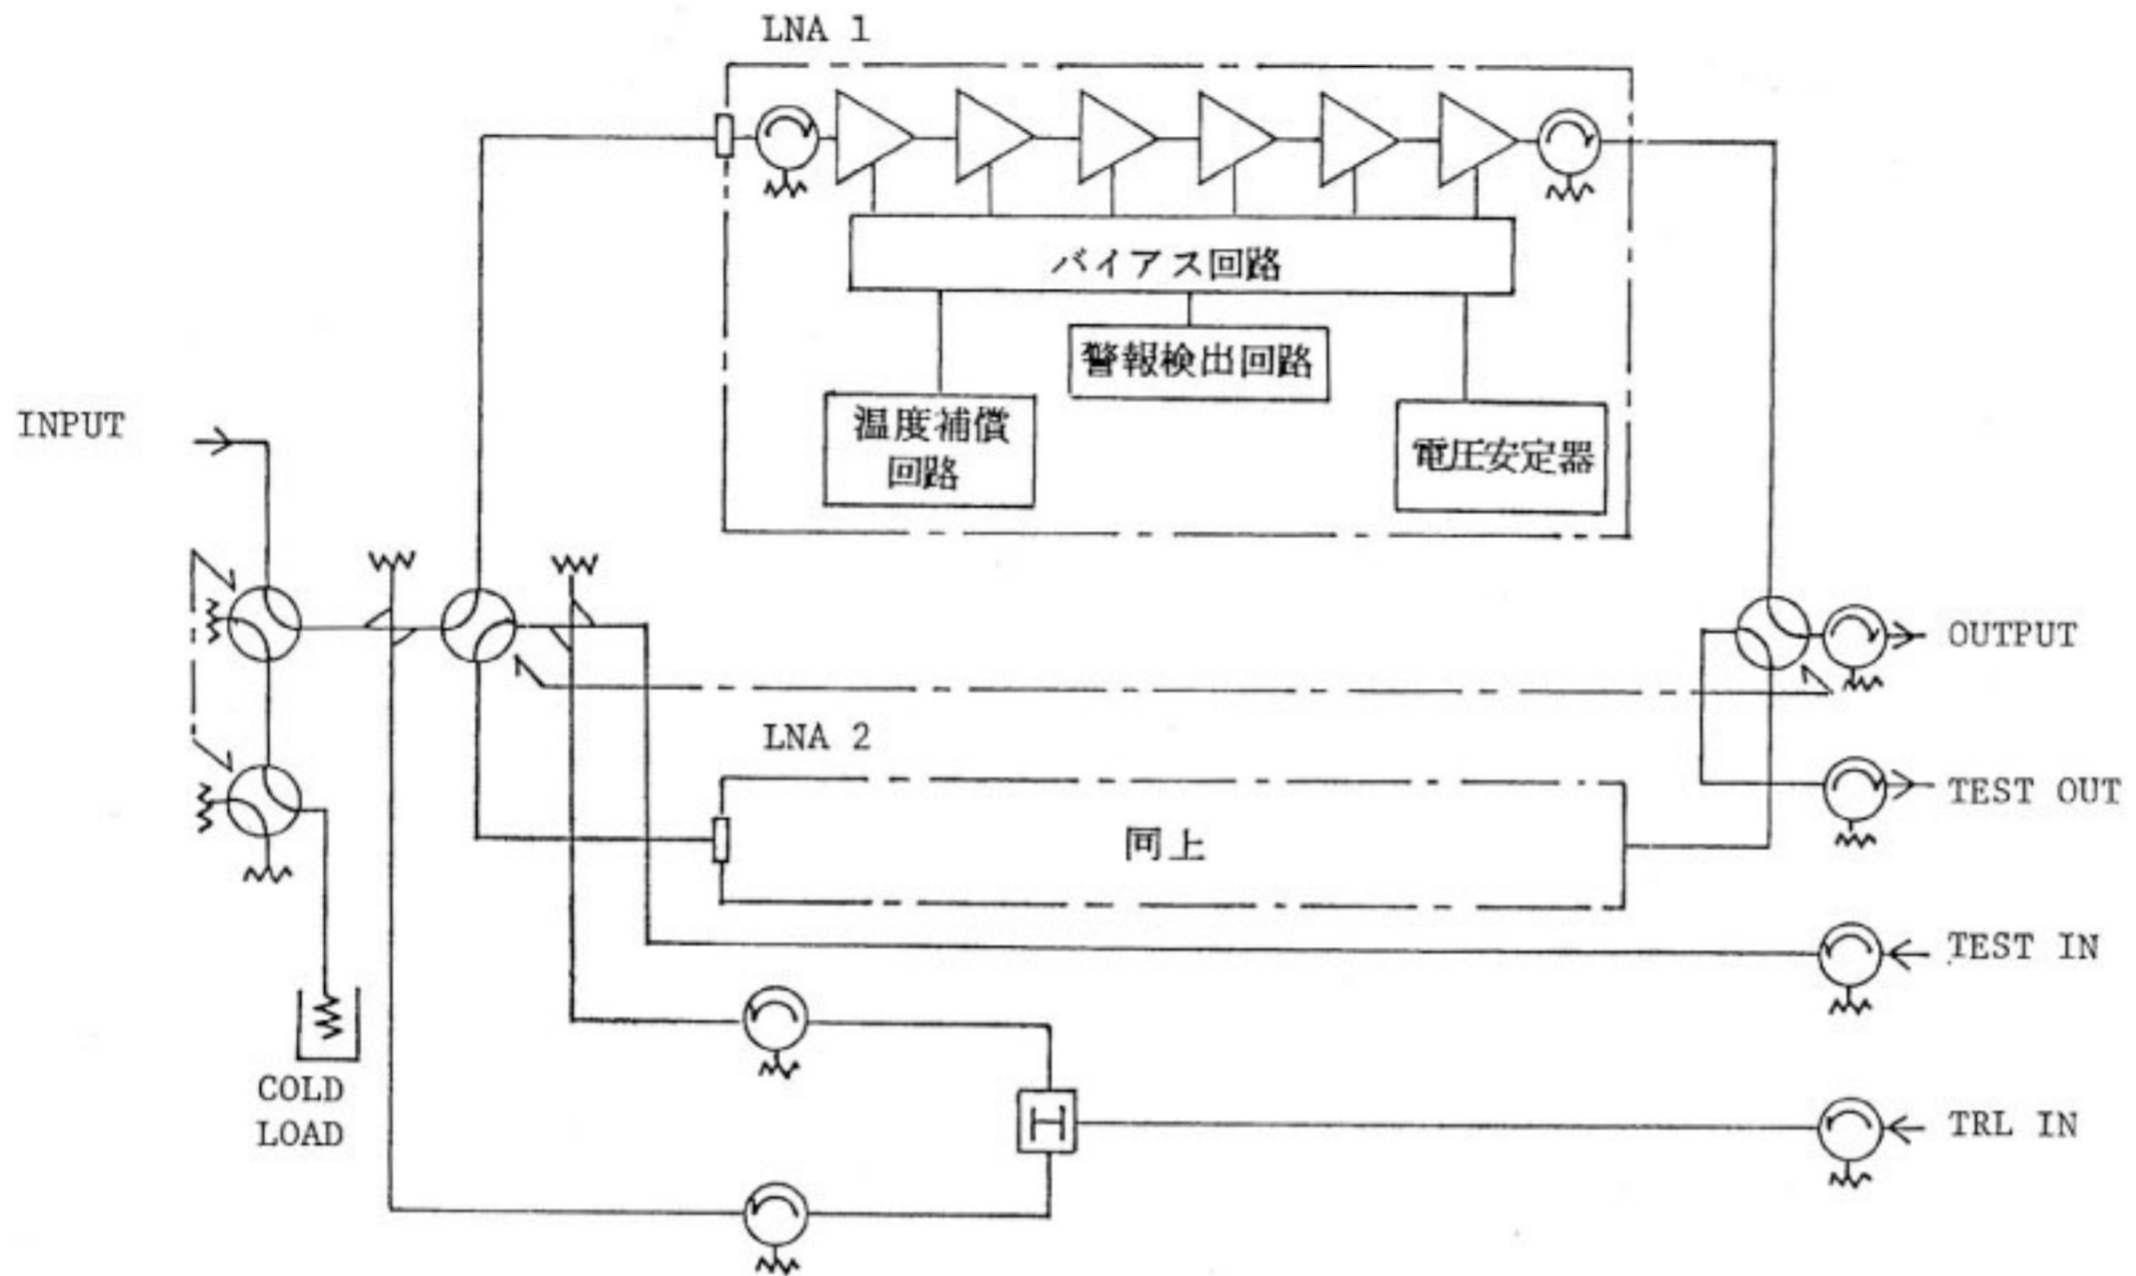 LNA 1
バイアス回路
警報検出回路
温度補償
回路
電圧安定器
INPUT
OUTPUT
LNA 2
TEST OUT
同上
TEST IN
COLD
LOAD
H
TRL IN